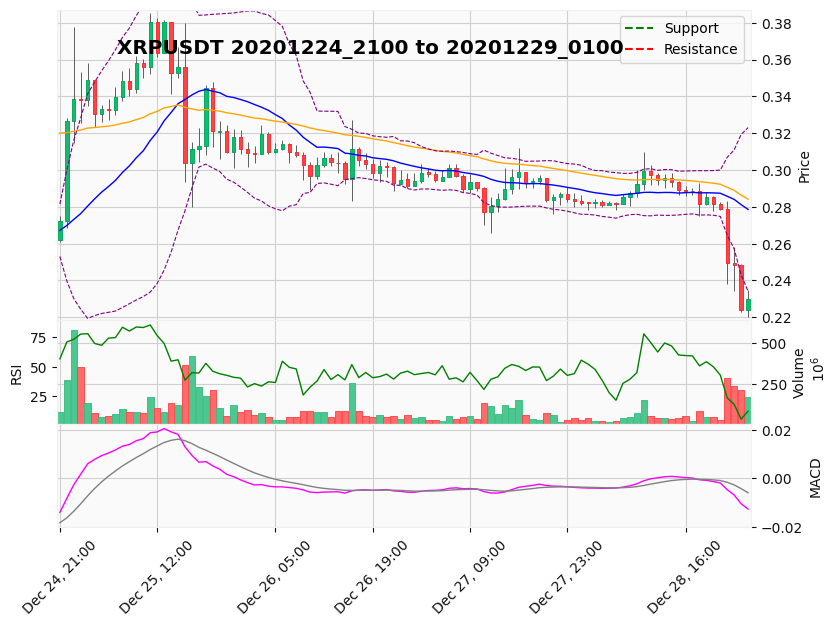 XRPUSDT 20201224_2100 to 20201229_0100
Support
Resistance
0.38
0.36
0.34
0.32
0.30
0.28
0.26
0.24
0.22
Price
75
50
25
RSI
500
250
Volume
10^6
0.02
0.00
−0.02
MACD
Dec 24, 21:00
Dec 25, 12:00
Dec 26, 05:00
Dec 26, 19:00
Dec 27, 09:00
Dec 27, 23:00
Dec 28, 16:00